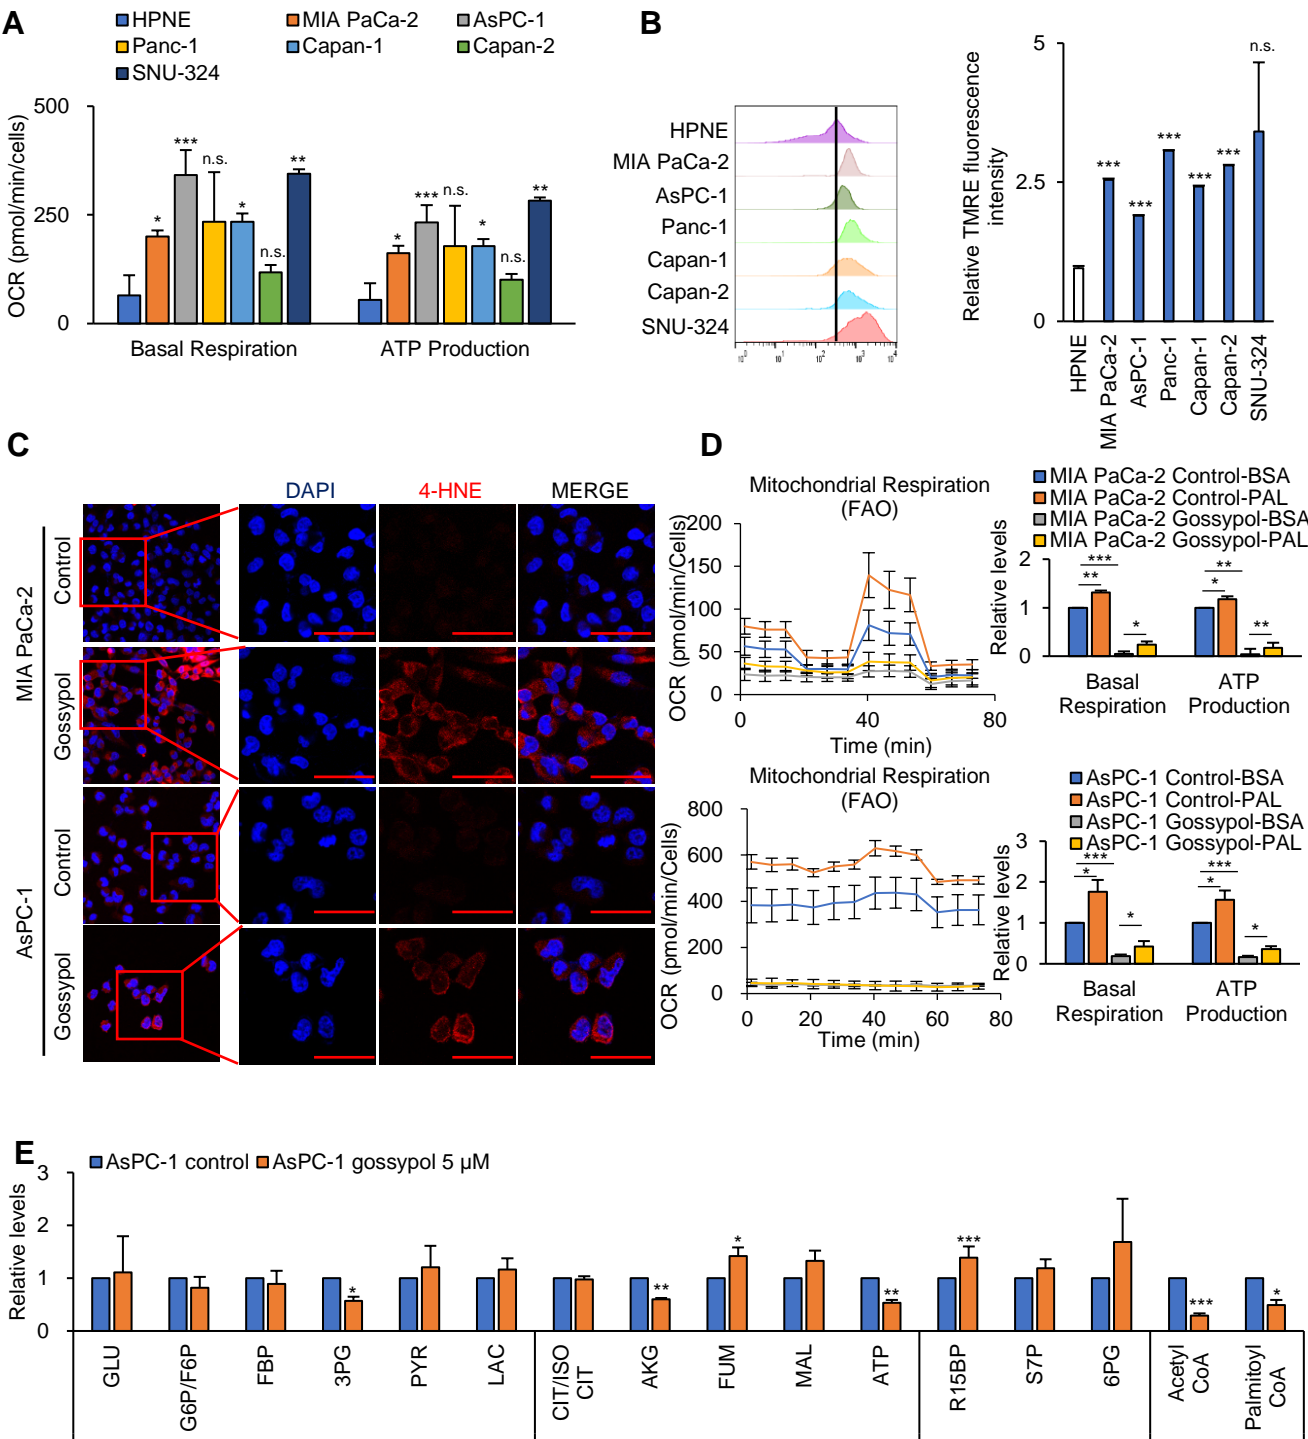 A
HPNE MIA PaCa-2 AsPC-1
Panc-1 Capan-1 Capan-2
SNU-324
OCR (pmol/min/cells)
500
250
0
* *** n.s. * n.s. **
* *** n.s. * n.s. **
Basal Respiration ATP Production
B
HPNE
MIA PaCa-2
AsPC-1
Panc-1
Capan-1
Capan-2
SNU-324
10⁰ 10¹ 10² 10³ 10⁴
Relative TMRE fluorescence
intensity
5
2.5
0
*** *** *** *** *** n.s.
HPNE
MIA PaCa-2
AsPC-1
Panc-1
Capan-1
Capan-2
SNU-324
C
DAPI 4-HNE MERGE
MIA PaCa-2
Control
Gossypol
AsPC-1
Control
Gossypol
D
Mitochondrial Respiration
(FAO)
OCR (pmol/min/Cells)
200
150
100
50
0
0 40 80
Time (min)
MIA PaCa-2 Control-BSA
MIA PaCa-2 Control-PAL
MIA PaCa-2 Gossypol-BSA
MIA PaCa-2 Gossypol-PAL
Relative levels
2
1
0
*** ** *
** * **
Basal
Respiration
ATP
Production
Mitochondrial Respiration
(FAO)
OCR (pmol/min/Cells)
800
600
400
200
0
0 20 40 60 80
Time (min)
AsPC-1 Control-BSA
AsPC-1 Control-PAL
AsPC-1 Gossypol-BSA
AsPC-1 Gossypol-PAL
Relative levels
3
2
1
0
*** * *
*** * *
Basal
Respiration
ATP
Production
E
AsPC-1 control AsPC-1 gossypol 5 µM
Relative levels
3
2
1
0
* ** * ** *** *** *
GLU
G6P/F6P
FBP
3PG
PYR
LAC
CIT/ISO
CIT
AKG
FUM
MAL
ATP
R15BP
S7P
6PG
Acetyl
CoA
Palmitoyl
CoA